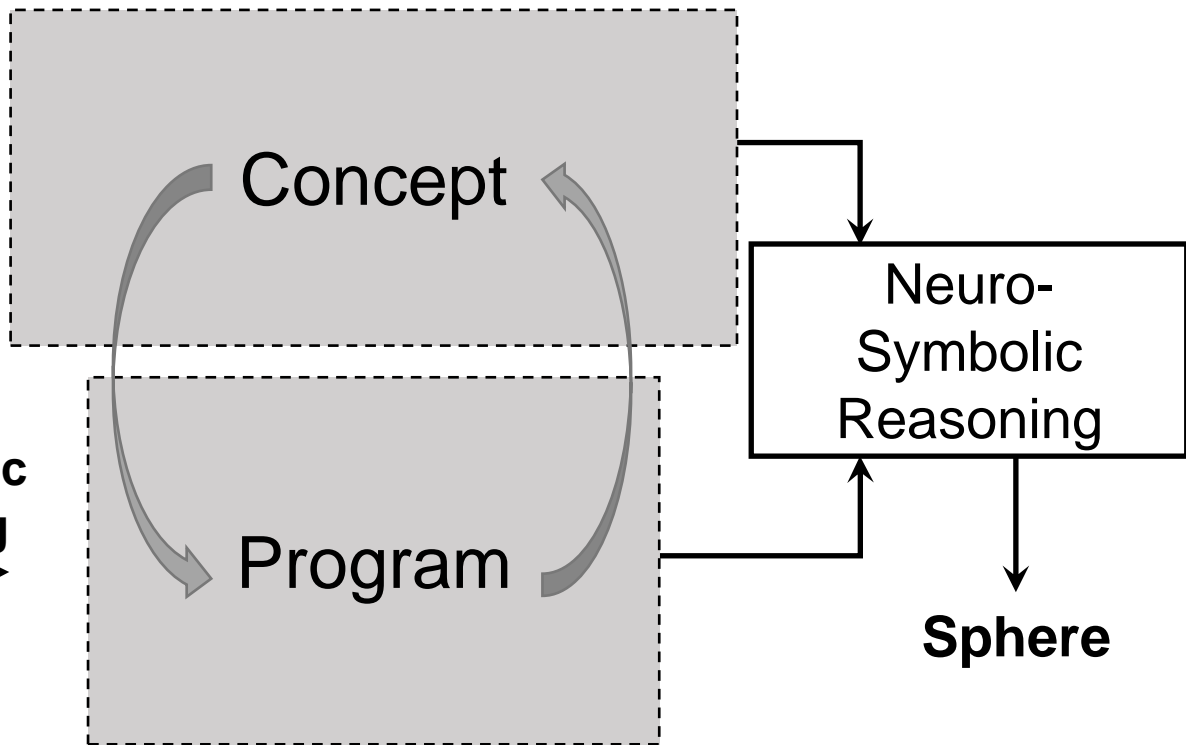 Concept
Neuro-
Symbolic
Reasoning
c
g
Program
Sphere